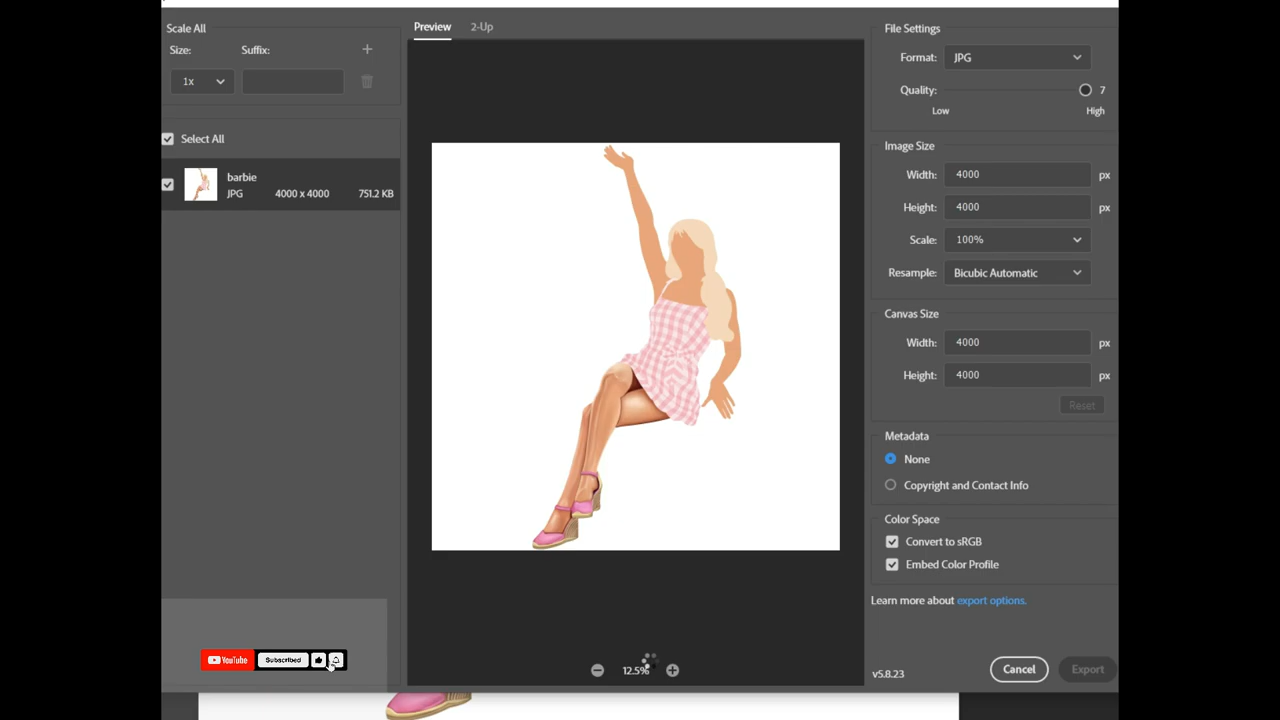 Scale All
Size: Suffix:
1x
Select All
barbie
JPG 4000 x 4000 751.2 KB
YouTube Subscribed
Preview 2-Up
12.5%
File Settings
Format: JPG
Quality: 7
Low High
Image Size
Width: 4000 px
Height: 4000 px
Scale: 100%
Resample: Bicubic Automatic
Canvas Size
Width: 4000 px
Height: 4000 px
Reset
Metadata
None
Copyright and Contact Info
Color Space
Convert to sRGB
Embed Color Profile
Learn more about export options.
v5.8.23 Cancel Export